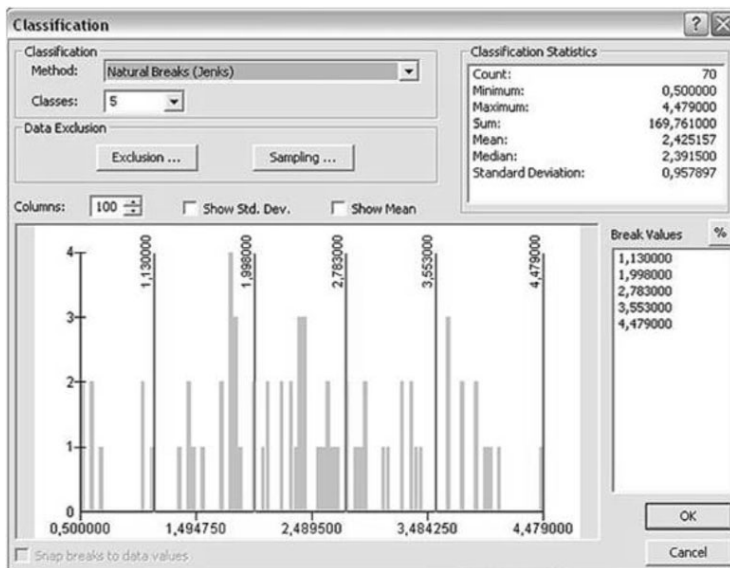 Classification
Classification
Method: Natural Breaks (Jenks)
Classes: 5
Data Exclusion
Exclusion ...
Sampling ...
Classification Statistics
Count: 70
Minimum: 0,500000
Maximum: 4,479000
Sum: 169,761000
Mean: 2,425157
Median: 2,391500
Standard Deviation: 0,957897
Columns: 100
Show Std. Dev.
Show Mean
Break Values
%
1,130000
1,998000
2,783000
3,553000
4,479000
1,130000
1,998000
2,783000
3,553000
4,479000
4
3
2
1
0
0,500000
1,494750
2,489500
3,484250
4,479000
Snap breaks to data values
OK
Cancel